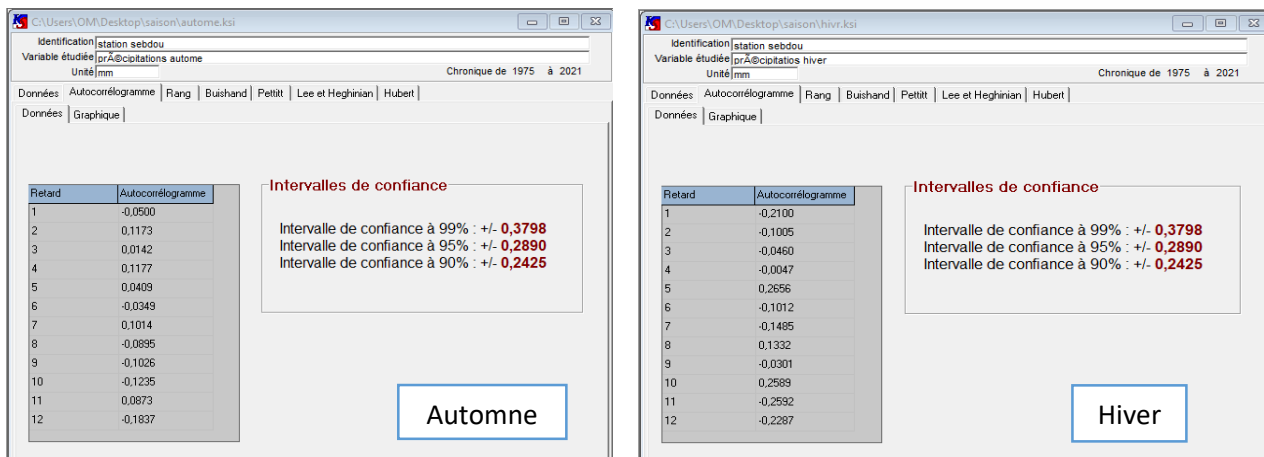 C:\Users\OM\Desktop\saison\autome.ksi
Identification station sebdou
Variable étudiée prÃ©cipitations autome
Unité mm Chronique de 1975 à 2021
Données Autocorrélogramme Rang Buishand Pettitt Lee et Heghinian Hubert
Données Graphique
Retard Autocorrélogramme
1 -0,0500
2 0,1173
3 0,0142
4 0,1177
5 0,0409
6 -0,0349
7 0,1014
8 -0,0895
9 -0,1026
10 -0,1235
11 0,0873
12 -0,1837
Intervalles de confiance
Intervalle de confiance à 99% : +/- 0,3798
Intervalle de confiance à 95% : +/- 0,2890
Intervalle de confiance à 90% : +/- 0,2425
Automne
C:\Users\OM\Desktop\saison\hivr.ksi
Identification station sebdou
Variable étudiée prÃ©cipitatios hiver
Unité mm Chronique de 1975 à 2021
Données Autocorrélogramme Rang Buishand Pettitt Lee et Heghinian Hubert
Données Graphique
Retard Autocorrélogramme
1 -0,2100
2 -0,1005
3 -0,0460
4 -0,0047
5 0,2656
6 -0,1012
7 -0,1485
8 0,1332
9 -0,0301
10 0,2589
11 -0,2592
12 -0,2287
Intervalles de confiance
Intervalle de confiance à 99% : +/- 0,3798
Intervalle de confiance à 95% : +/- 0,2890
Intervalle de confiance à 90% : +/- 0,2425
Hiver